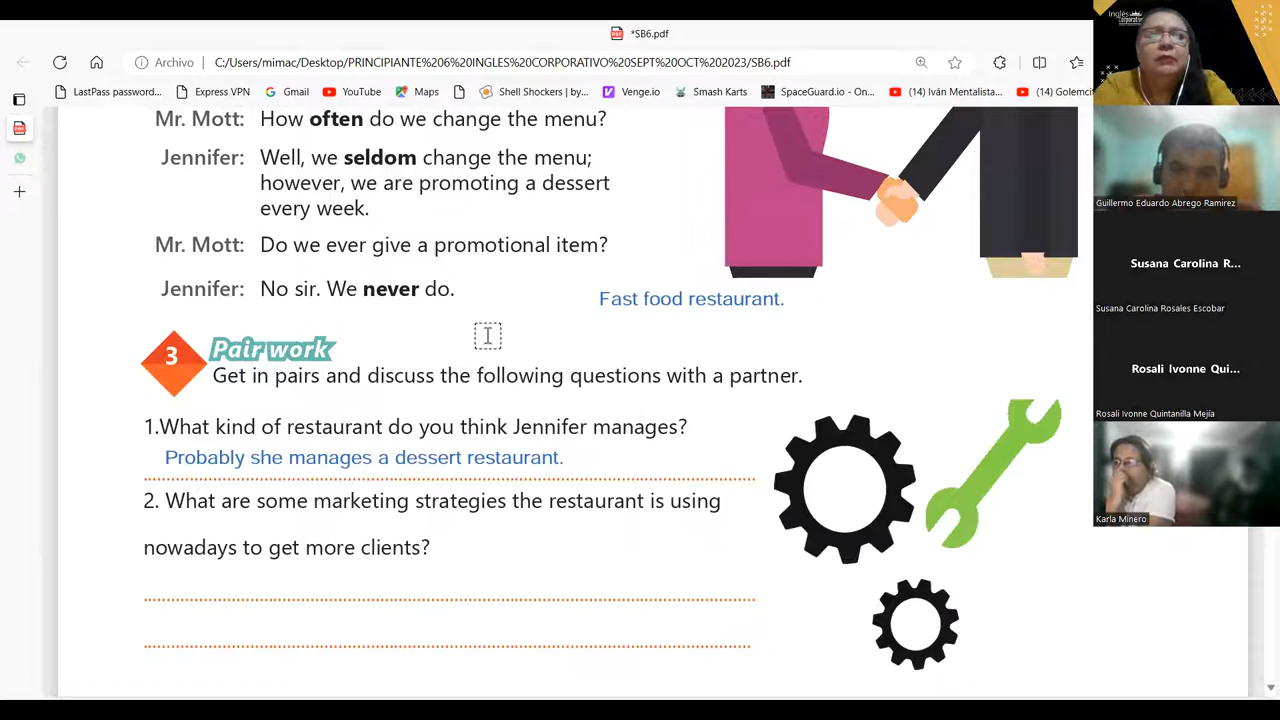 *SB6.pdf
Archivo
C:/Users/mimac/Desktop/PRINCIPIANTE%206%20INGLES%20CORPORATIVO%20SEPT%20OCT%202023/SB6.pdf
LastPass password...
Express VPN
Gmail
YouTube
Maps
Shell Shockers | by...
Venge.io
Smash Karts
SpaceGuard.io - On...
(14) Iván Mentalista...
(14) Golemcit
Mr. Mott: How often do we change the menu?
Jennifer: Well, we seldom change the menu;
however, we are promoting a dessert
every week.
Mr. Mott: Do we ever give a promotional item?
Jennifer: No sir. We never do.
Fast food restaurant.
3 Pair work
Get in pairs and discuss the following questions with a partner.
1.What kind of restaurant do you think Jennifer manages?
Probably she manages a dessert restaurant.
2. What are some marketing strategies the restaurant is using
nowadays to get more clients?
Inglés
Corporativo
Guillermo Eduardo Abrego Ramirez
Susana Carolina R...
Susana Carolina Rosales Escobar
Rosali Ivonne Qui...
Rosali Ivonne Quintanilla Mejía
Karla Minero